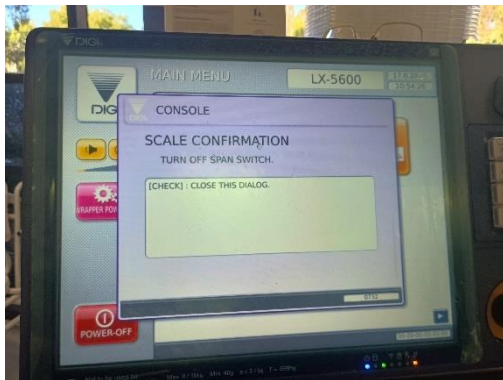 DIGI
MAIN MENU
LX-5600
DIGI
CONSOLE
SCALE CONFIRMATION
TURN OFF SPAN SWITCH.
[CHECK] : CLOSE THIS DIALOG.
WRAPPER
POWER-OFF